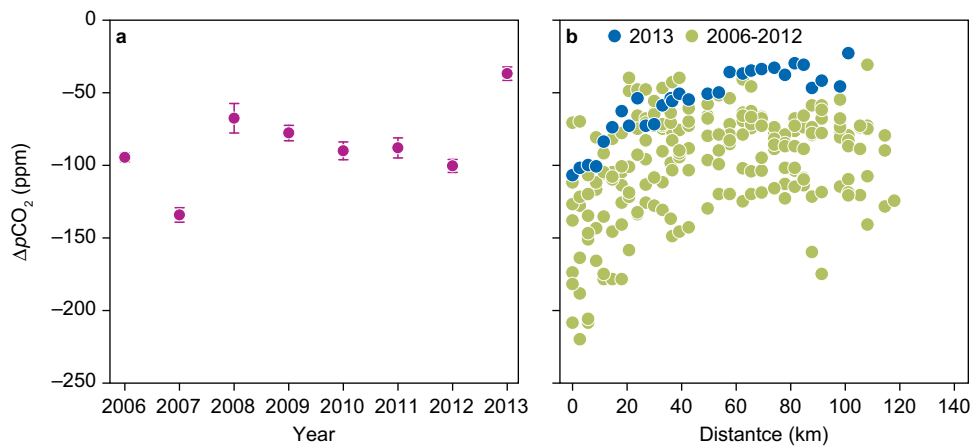 0
–50
–100
–150
–200
–250
ΔpCO2 (ppm)
a
2006 2007 2008 2009 2010 2011 2012 2013
Year
b
2013 2006-2012
0 20 40 60 80 100 120 140
Distantce (km)